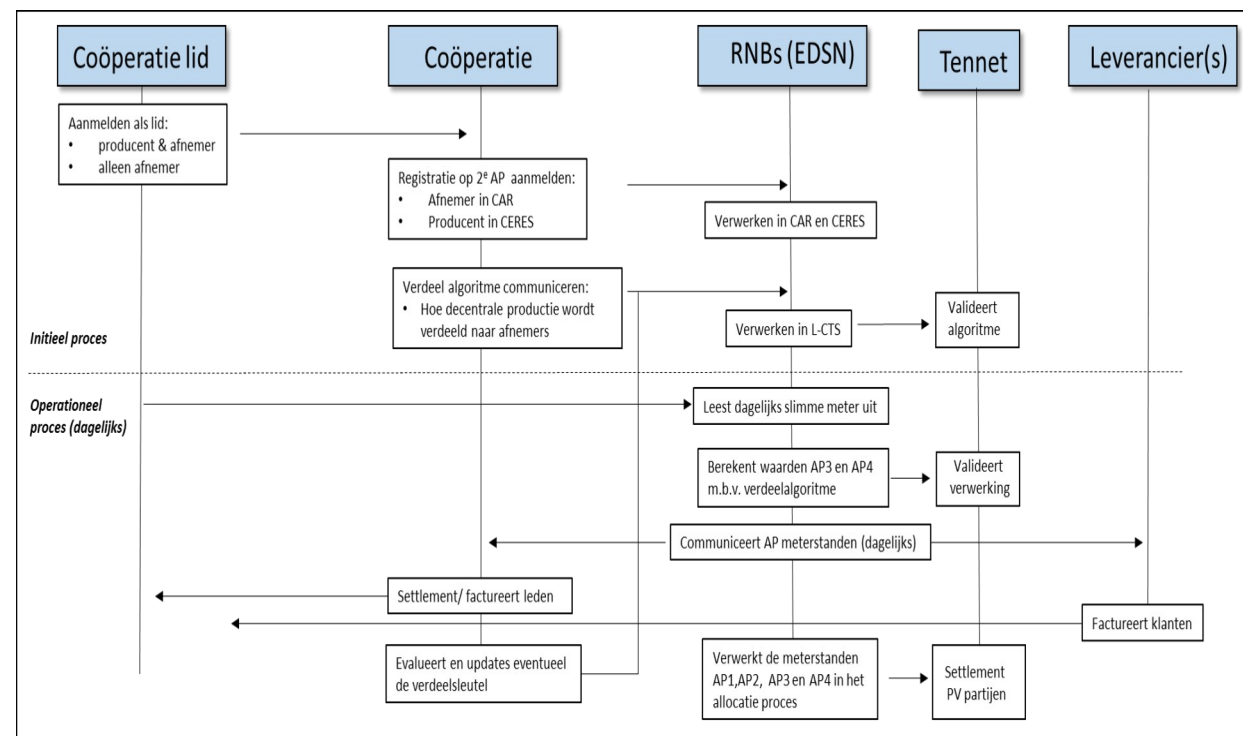 Coöperatie lid
Coöperatie
RNBs (EDSN)
Tennet
Leverancier(s)
Aanmelden als lid:
• producent & afnemer
• alleen afnemer
Registratie op 2e AP aanmelden:
• Afnemer in CAR
• Producent in CERES
Verwerken in CAR en CERES
Verdeel algoritme communiceren:
• Hoe decentrale productie wordt
verdeeld naar afnemers
Verwerken in L-CTS
Valideert
algoritme
Initieel proces
Operationeel
proces (dagelijks)
Leest dagelijks slimme meter uit
Berekent waarden AP3 en AP4
m.b.v. verdeelalgoritme
Valideert
verwerking
Communiceert AP meterstanden (dagelijks)
Settlement/ factureert leden
Factureert klanten
Evalueert en updates eventueel
de verdeelsleutel
Verwerkt de meterstanden
AP1,AP2, AP3 en AP4 in het
allocatie proces
Settlement
PV partijen